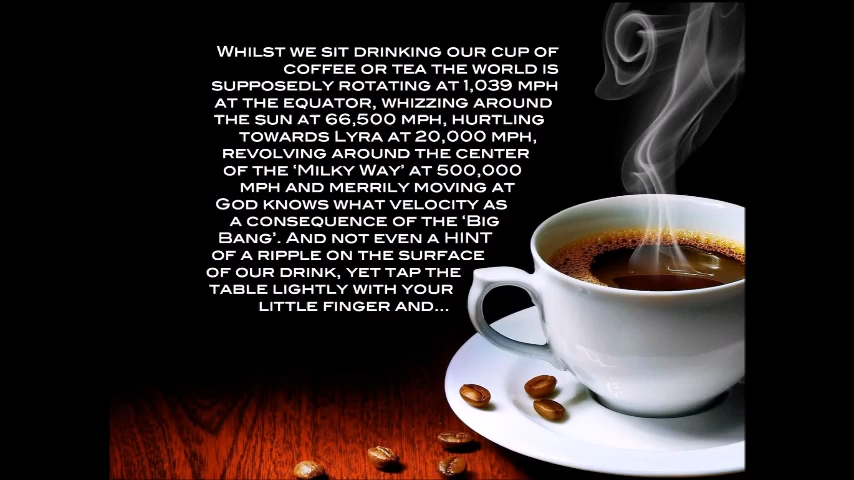 Whilst we sit drinking our cup of
coffee or tea the world is
supposedly rotating at 1,039 mph
at the equator, whizzing around
the sun at 66,500 mph, hurtling
towards Lyra at 20,000 mph,
revolving around the center
of the ‘Milky Way’ at 500,000
mph and merrily moving at
God knows what velocity as
a consequence of the ‘Big
Bang’. And not even a HINT
of a ripple on the surface
of our drink, yet tap the
table lightly with your
little finger and...